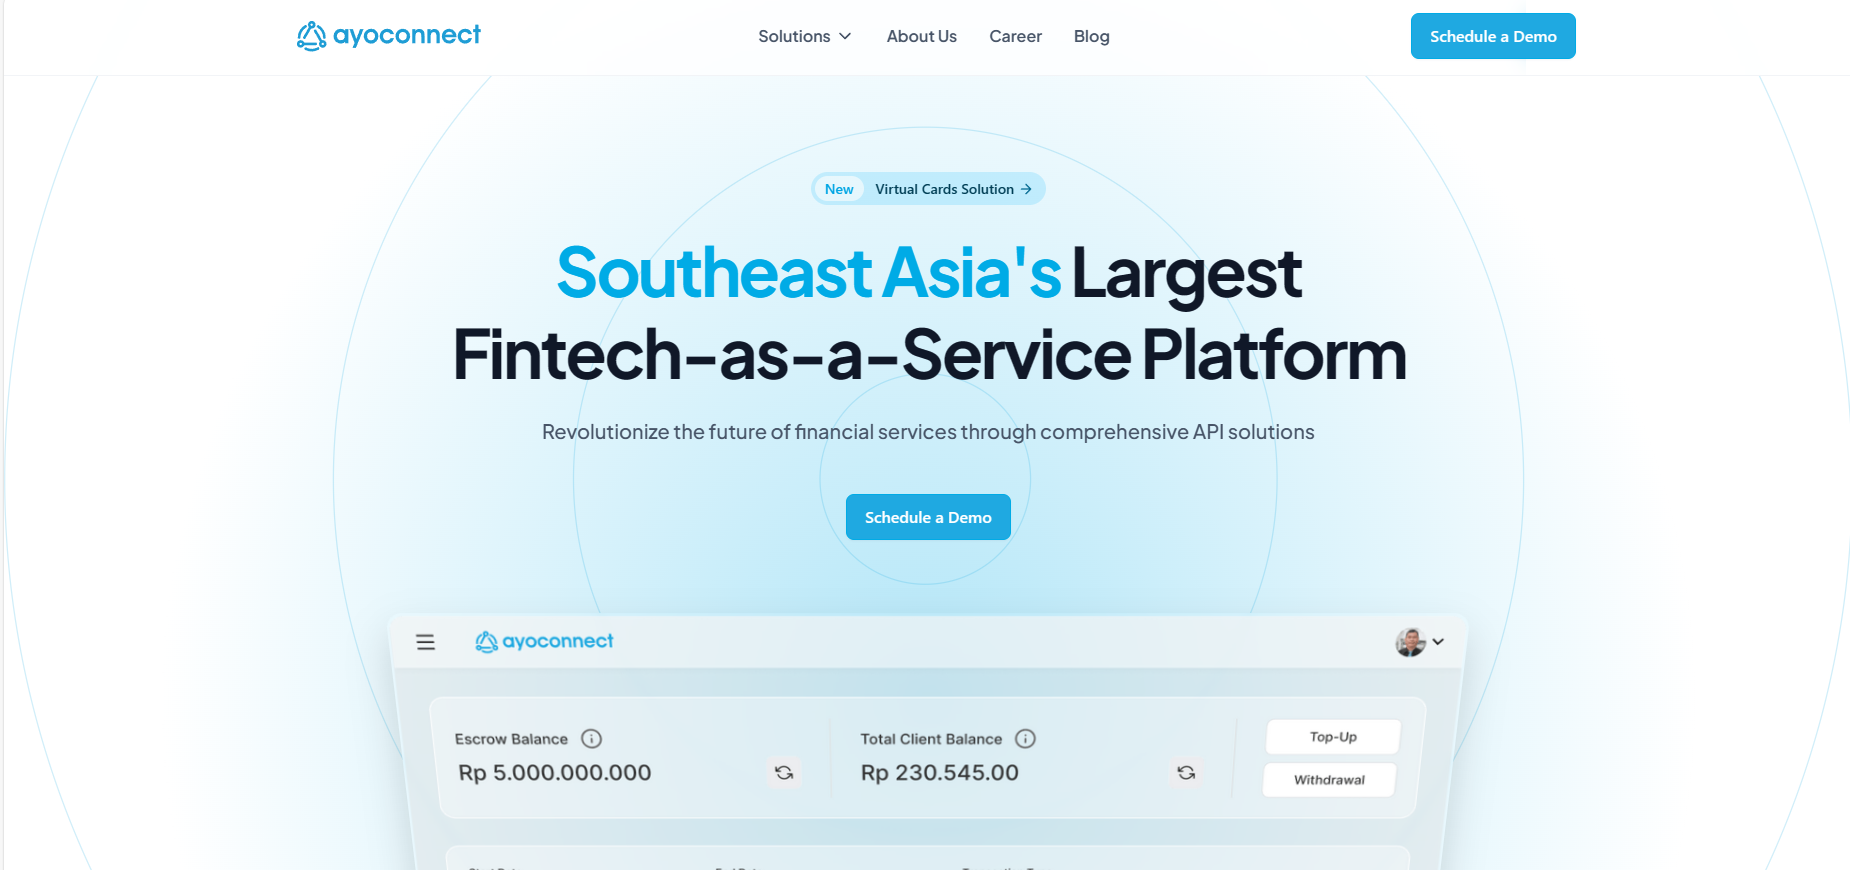 ayoconnect
Solutions
About Us
Career
Blog
Schedule a Demo
New
Virtual Cards Solution →
Southeast Asia's Largest
Fintech-as-a-Service Platform
Revolutionize the future of financial services through comprehensive API solutions
Schedule a Demo
ayoconnect
Escrow Balance
Rp 5.000.000.000
Total Client Balance
Rp 230.545.00
Top-Up
Withdrawal